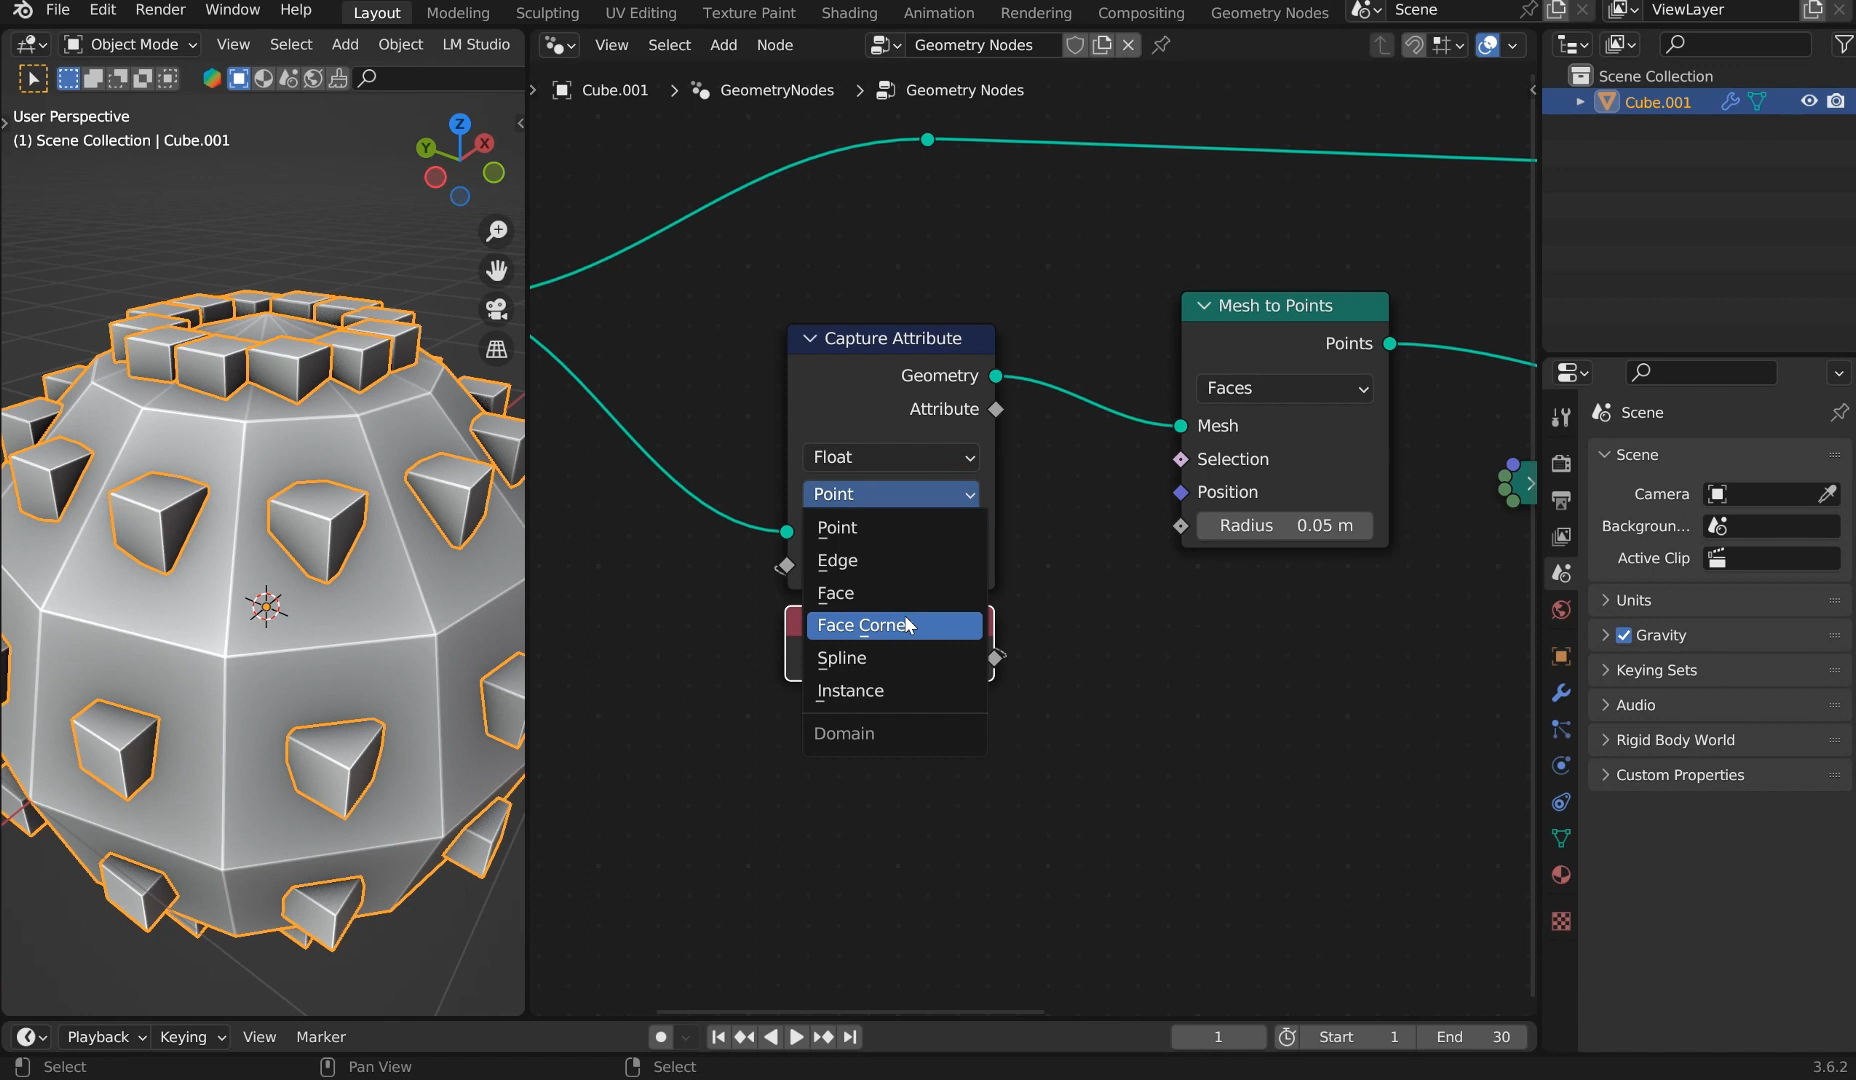 File Edit Render Window Help Layout Modeling Sculpting UV Editing Texture Paint Shading Animation Rendering Compositing Geometry Nodes Scene ViewLayer
Object Mode View Select Add Object LM Studio
View Select Add Node Geometry Nodes
User Perspective
(1) Scene Collection | Cube.001
Z
Y
X
Cube.001 > GeometryNodes > Geometry Nodes
Capture Attribute
Geometry
Attribute
Float
Point
Point
Edge
Face
Face Corne
Spline
Instance
Domain
Mesh to Points
Points
Faces
Mesh
Selection
Position
Radius 0.05 m
Scene Collection
Cube.001
Scene
Scene
Camera
Backgroun...
Active Clip
Units
Gravity
Keying Sets
Audio
Rigid Body World
Custom Properties
Playback Keying View Marker 1 Start 1 End 30
Select Pan View Select 3.6.2